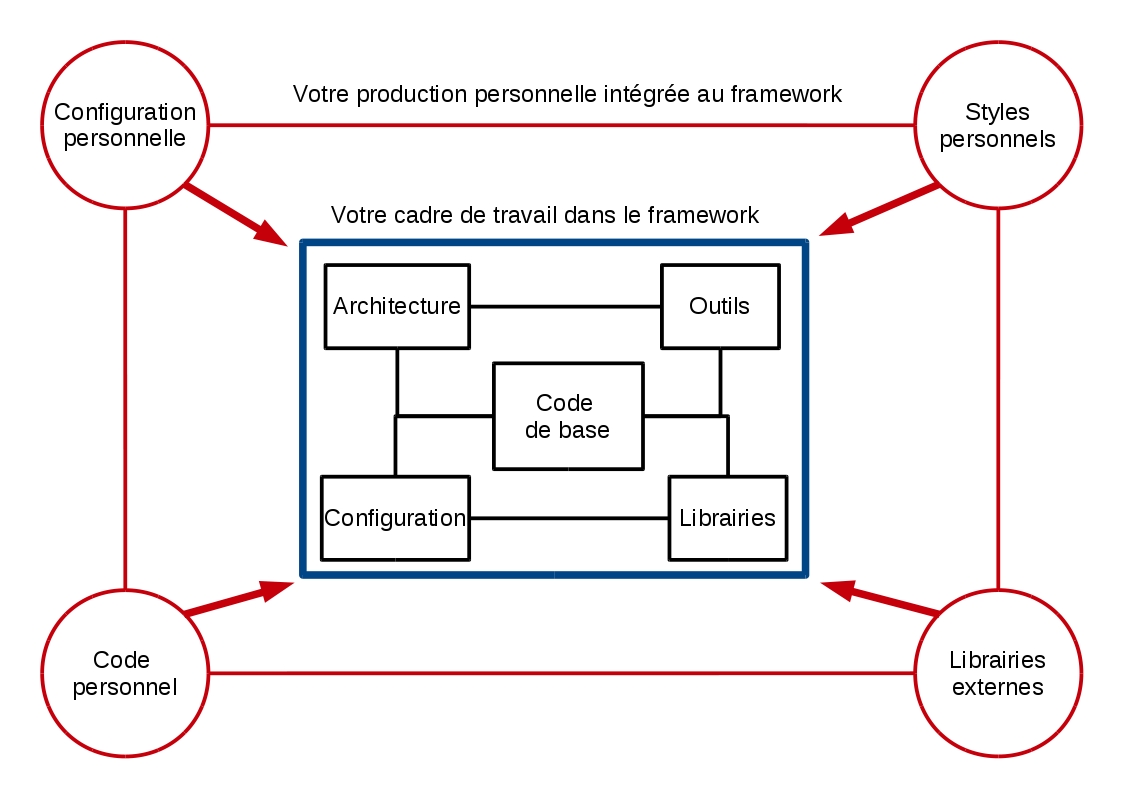 Votre production personnelle intégrée au framework
Configuration
personnelle
Styles
personnels
Votre cadre de travail dans le framework
Architecture
Outils
Code
de base
Configuration
Librairies
Code
personnel
Librairies
externes